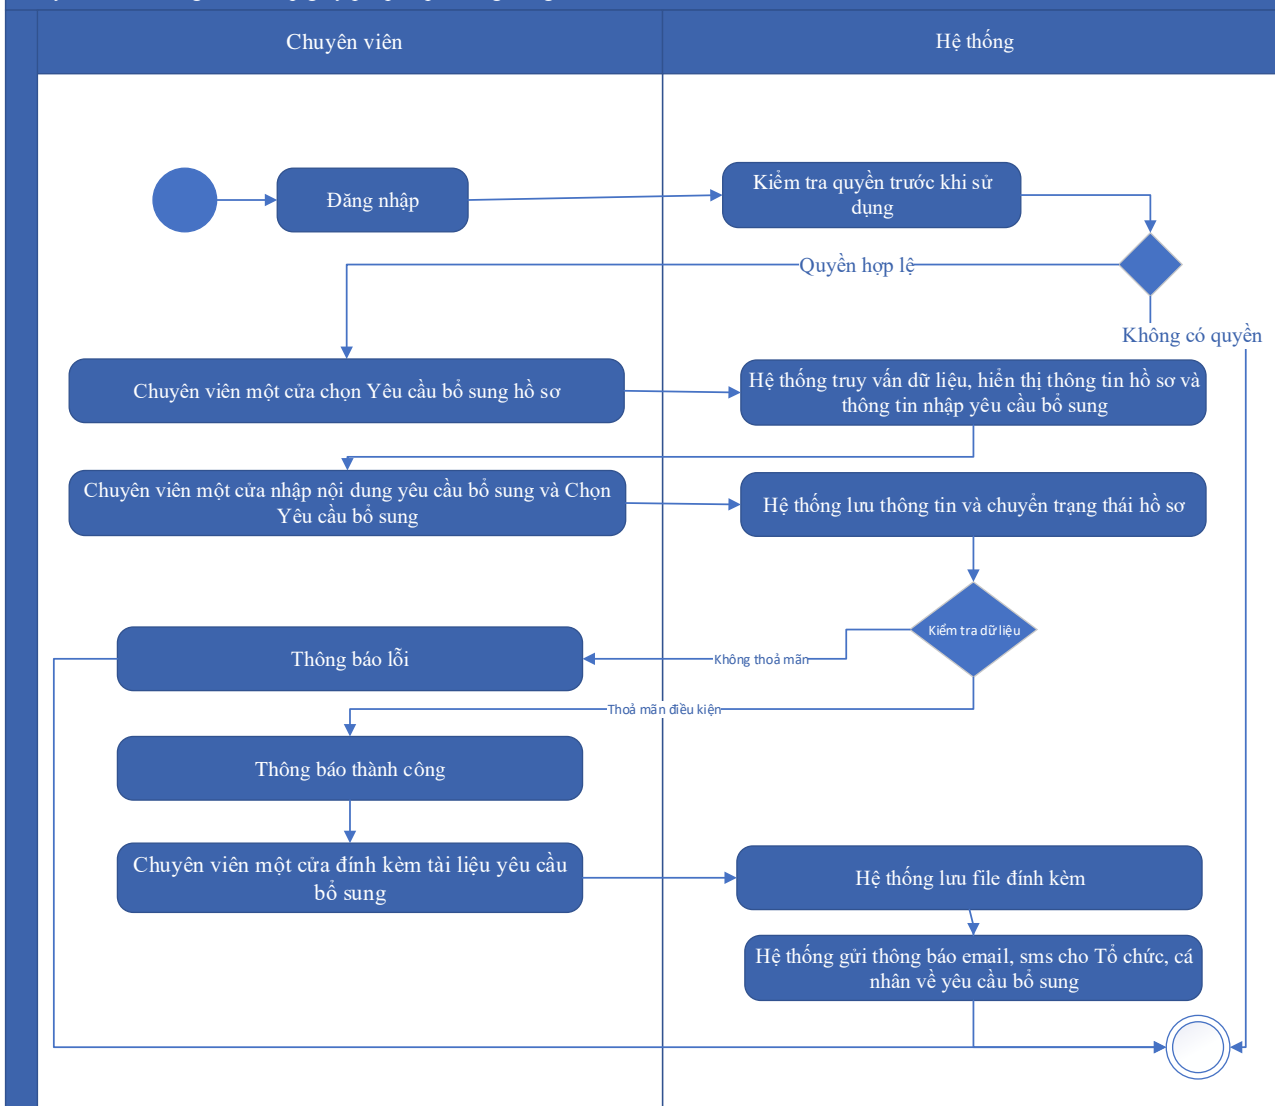 Chuyên viên
Hệ thống
Đăng nhập
Kiểm tra quyền trước khi sử
dụng
Quyền hợp lệ
Không có quyền
Chuyên viên một cửa chọn Yêu cầu bổ sung hồ sơ
Hệ thống truy vấn dữ liệu, hiển thị thông tin hồ sơ và
thông tin nhập yêu cầu bổ sung
Chuyên viên một cửa nhập nội dung yêu cầu bổ sung và Chọn
Yêu cầu bổ sung
Hệ thống lưu thông tin và chuyển trạng thái hồ sơ
Kiểm tra dữ liệu
Thông báo lỗi
Không thoả mãn
Thoả mãn điều kiện
Thông báo thành công
Chuyên viên một cửa đính kèm tài liệu yêu cầu
bổ sung
Hệ thống lưu file đính kèm
Hệ thống gửi thông báo email, sms cho Tổ chức, cá
nhân về yêu cầu bổ sung